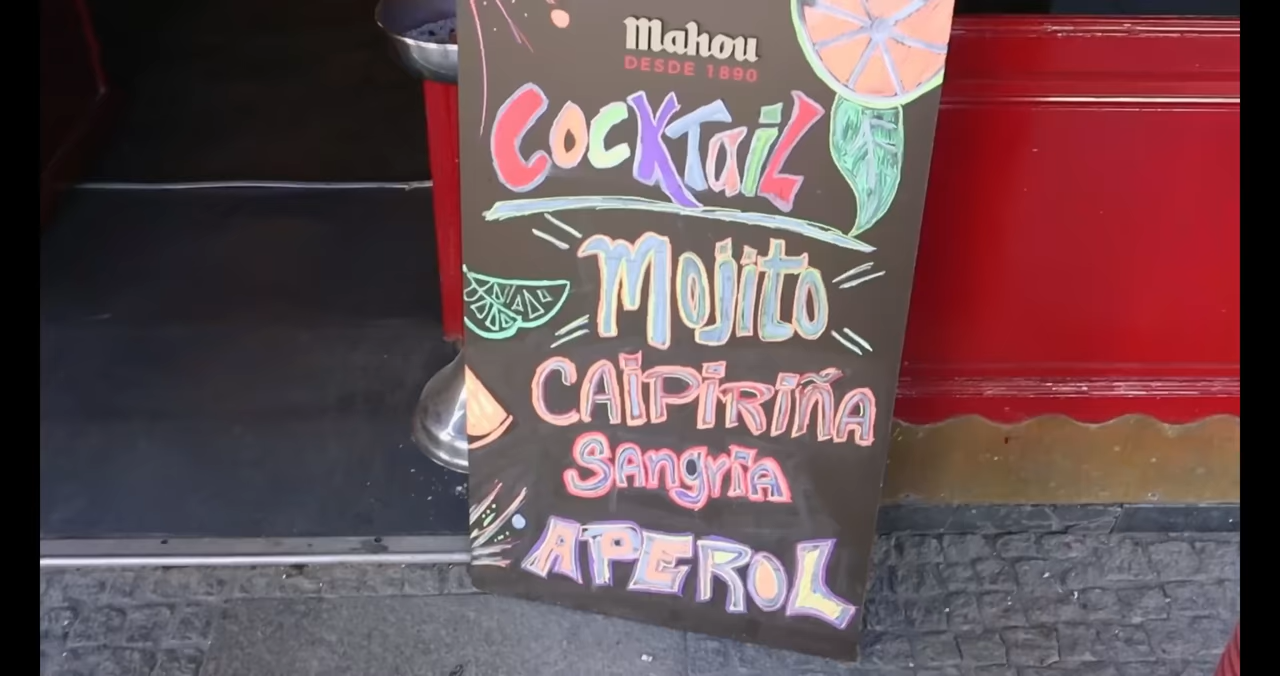 Mahou
DESDE 1890
COCKTaiL
Mojito
CAiPiRiÑA
SAngria
APEROL